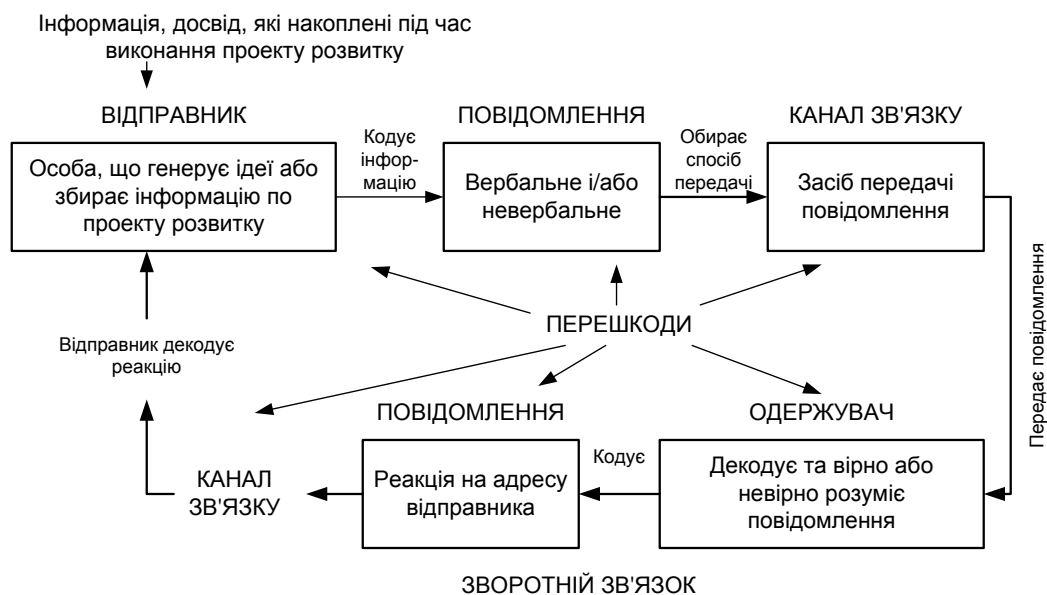 Інформація, досвід, які накоплені під час
виконання проекту розвитку
ВІДПРАВНИК
ПОВІДОМЛЕННЯ
КАНАЛ ЗВ'ЯЗКУ
Особа, що генерує ідеї або
збирає інформацію по
проекту розвитку
Кодує
інфор-
мацію
Вербальне і/або
невербальне
Обирає
спосіб
передачі
Засіб передачі
повідомлення
Передає повідомлення
ПЕРЕШКОДИ
Відправник декодує
реакцію
ПОВІДОМЛЕННЯ
ОДЕРЖУВАЧ
КАНАЛ
ЗВ'ЯЗКУ
Реакція на адресу
відправника
Кодує
Декодує та вірно або
невірно розуміє
повідомлення
ЗВОРОТНІЙ ЗВ'ЯЗОК